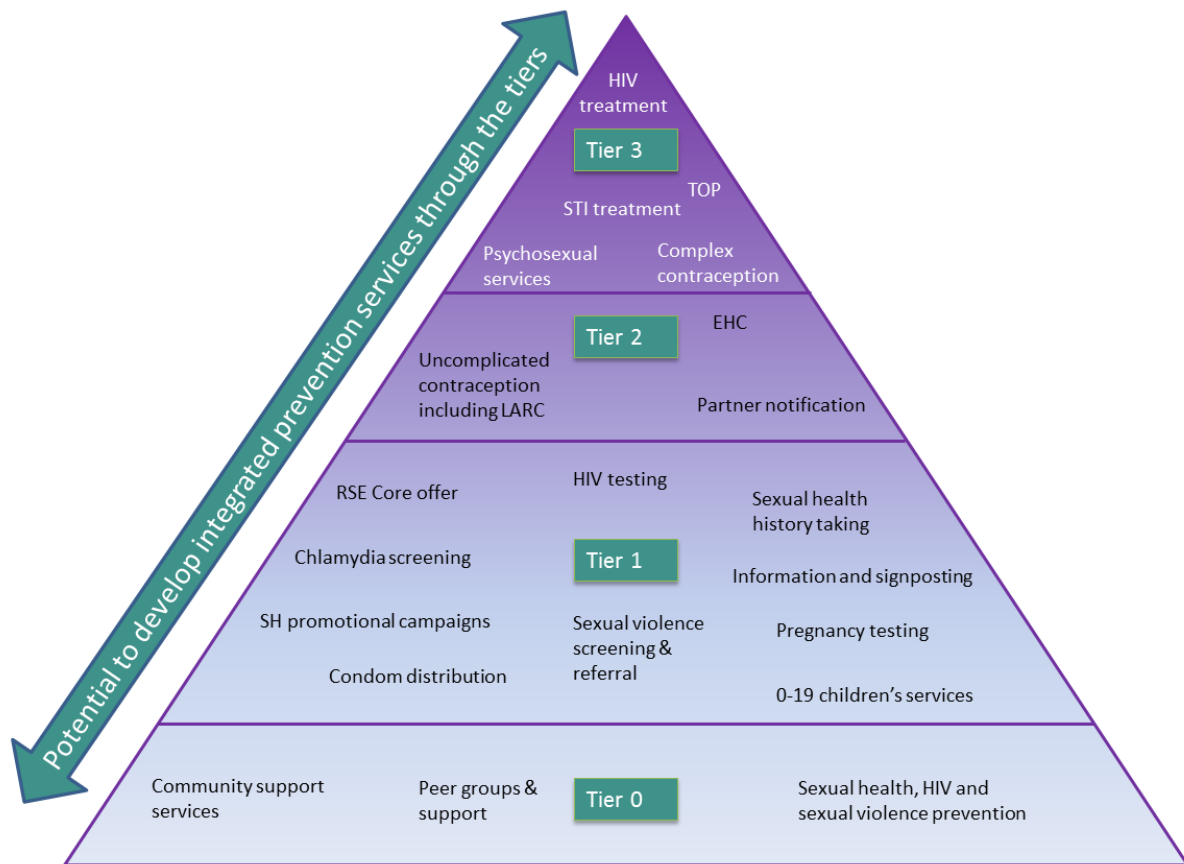 Potential to develop integrated prevention services through the tiers
HIV
treatment
Tier 3
TOP
STI treatment
Psychosexual
services
Complex
contraception
Tier 2
EHC
Uncomplicated
contraception
including LARC
Partner notification
RSE Core offer
HIV testing
Sexual health
history taking
Chlamydia screening
Tier 1
Information and signposting
SH promotional campaigns
Sexual violence
screening &
referral
Pregnancy testing
Condom distribution
0-19 children's services
Community support
services
Peer groups &
support
Tier 0
Sexual health, HIV and
sexual violence prevention